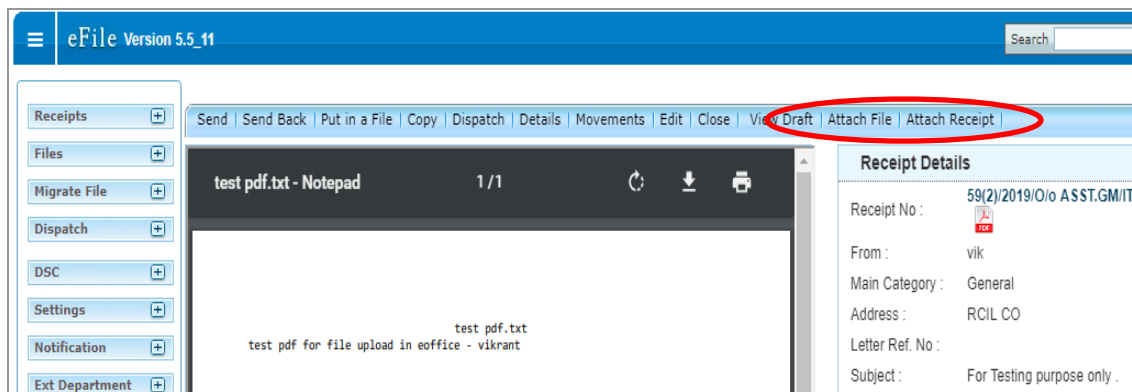 eFile Version 5.5_11
Search
Receipts
Files
Migrate File
Dispatch
DSC
Settings
Notification
Ext Department
Send | Send Back | Put in a File | Copy | Dispatch | Details | Movements | Edit | Close | View Draft | Attach File | Attach Receipt |
test pdf.txt - Notepad 1 / 1
test pdf.txt
test pdf for file upload in eoffice - vikrant
Receipt Details
Receipt No : 59(2)/2019/O/o ASST.GM/IT
PDF
From : vik
Main Category : General
Address : RCIL CO
Letter Ref. No :
Subject : For Testing purpose only .